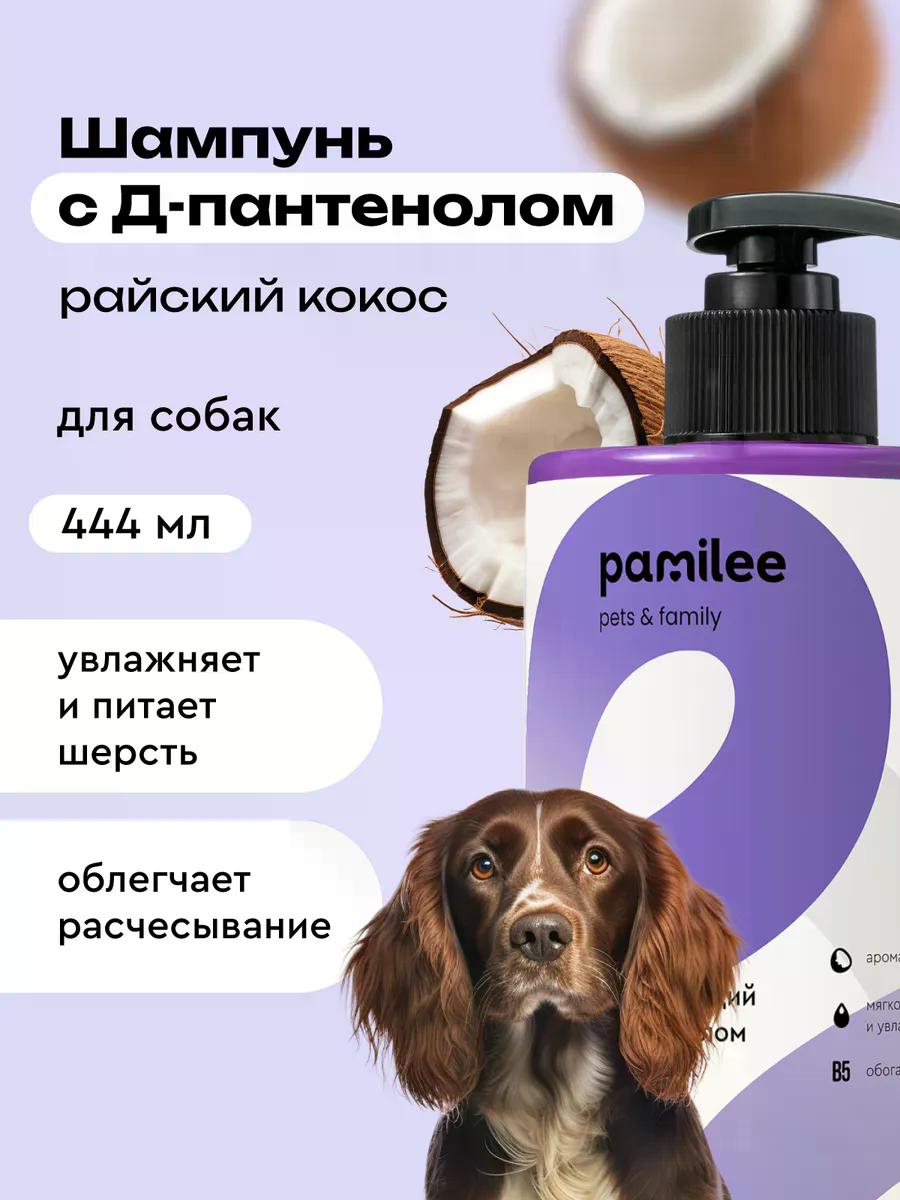 Шампунь
с Д-пантенолом
райский кокос
для собак
444 мл
увлажняет
и питает
шерсть
облегчает
расчесывание
pamilee
pets & family
B5